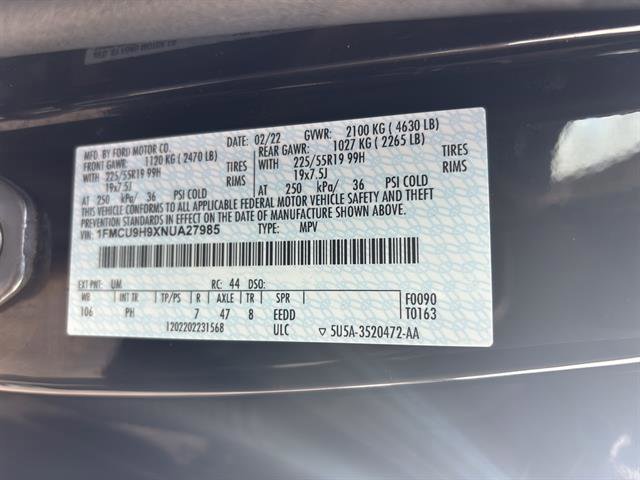 MFD. BY FORD MOTOR CO. 02/22 GVWR: 2100 KG ( 4630 LB)
FRONT GAWR: 1120 KG ( 2470 LB) REAR GAWR: 1027 KG ( 2265 LB)
WITH 225/55R19 99H TIRES WITH 225/55R19 99H TIRES
19x7.5J RIMS 19x7.5J RIMS
AT 250 kPa/ 36 PSI COLD AT 250 kPa/ 36 PSI COLD
THIS VEHICLE CONFORMS TO ALL APPLICABLE FEDERAL MOTOR VEHICLE SAFETY AND
THEFT PREVENTION STANDARDS IN EFFECT ON THE DATE OF MANUFACTURE SHOWN ABOVE.
VIN: 1FMCU9H9XNUA27985 TYPE: MPV
EXT PNT: UM RC: 44 DSO: F0090
WB INT TR TP/PS R AXLE TR SPR T0163
106 PH 7 47 8 EEDD
1202202231568 ULC 5U5A-3520472-AA